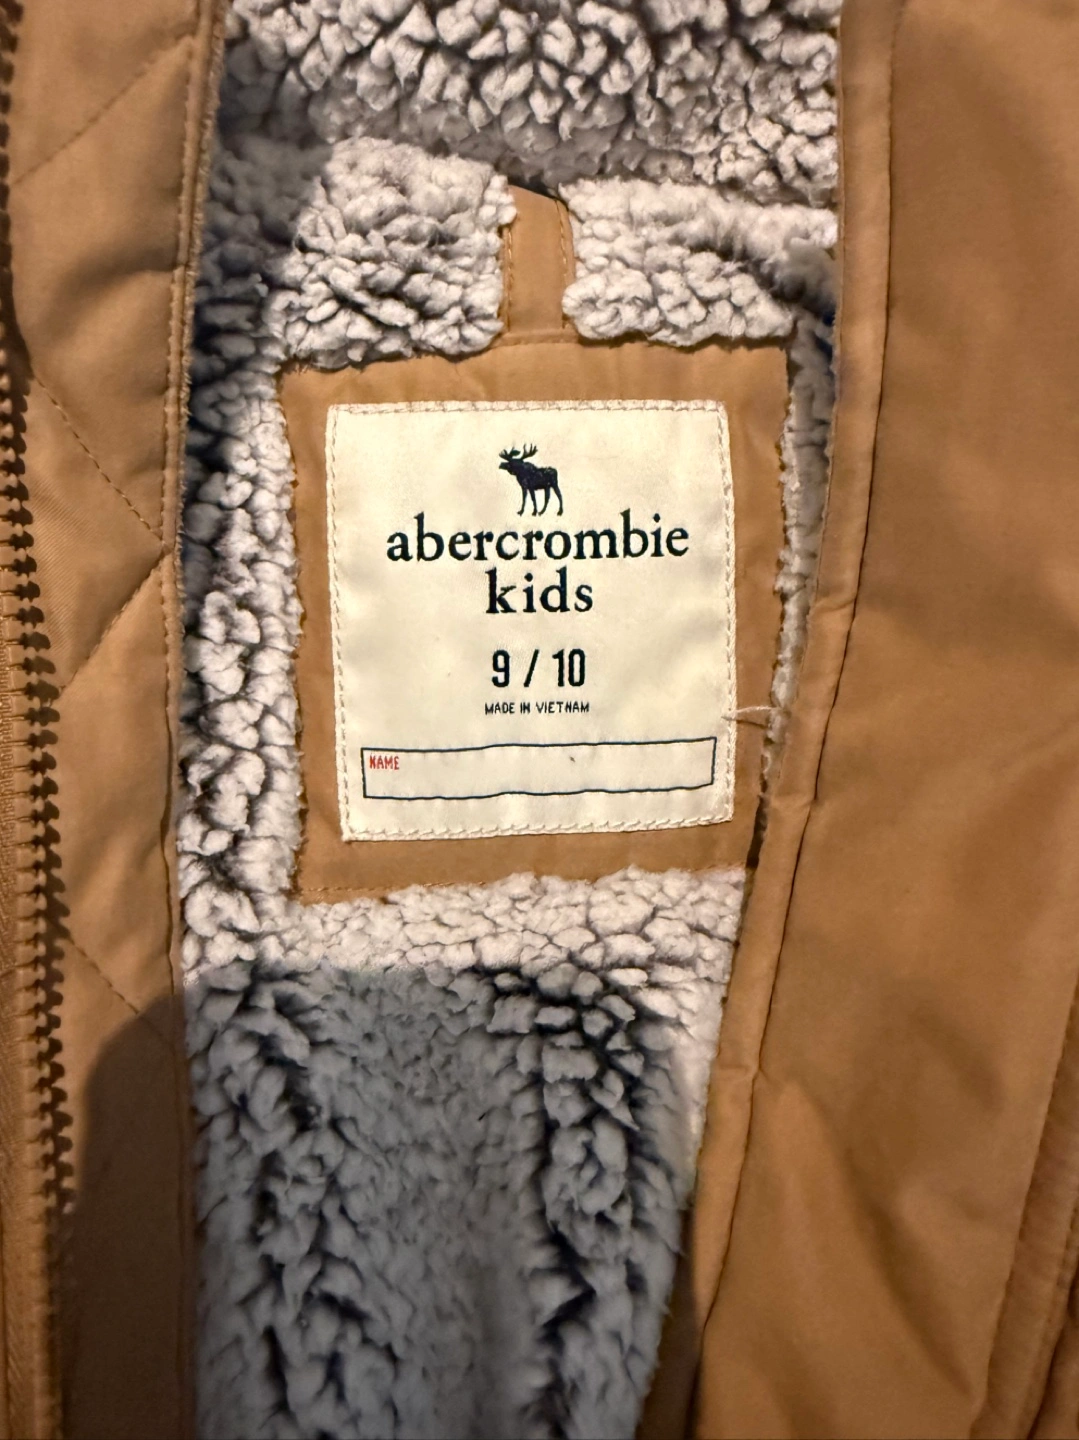 abercrombie
kids
9 / 10
MADE IN VIETNAM
NAME